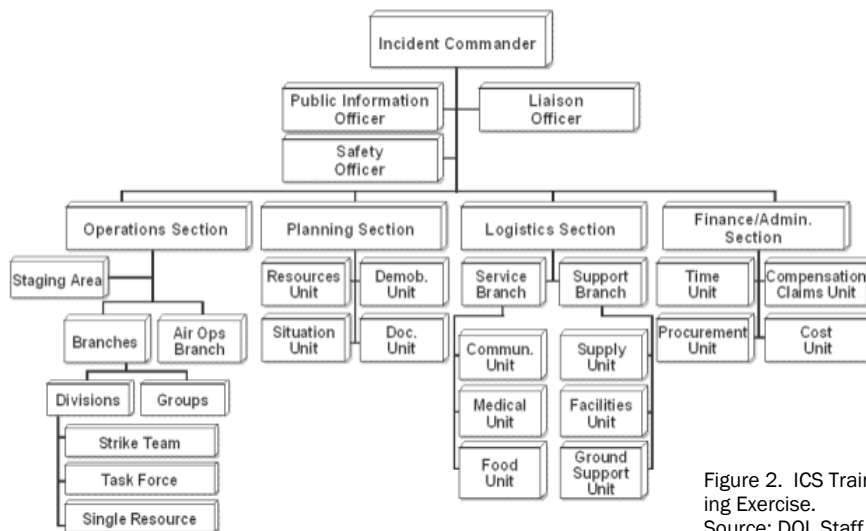 Incident Commander
Public Information
Officer
Liaison
Officer
Safety
Officer
Operations Section
Planning Section
Logistics Section
Finance/Admin.
Section
Staging Area
Branches
Air Ops
Branch
Divisions
Groups
Strike Team
Task Force
Single Resource
Resources
Unit
Demob.
Unit
Situation
Unit
Doc.
Unit
Service
Branch
Support
Branch
Commun.
Unit
Supply
Unit
Medical
Unit
Facilities
Unit
Food
Unit
Ground
Support
Unit
Time
Unit
Compensation
Claims Unit
Procurement
Unit
Cost
Unit
Figure 2. ICS Train-
ing Exercise.
Source: DOL Staff